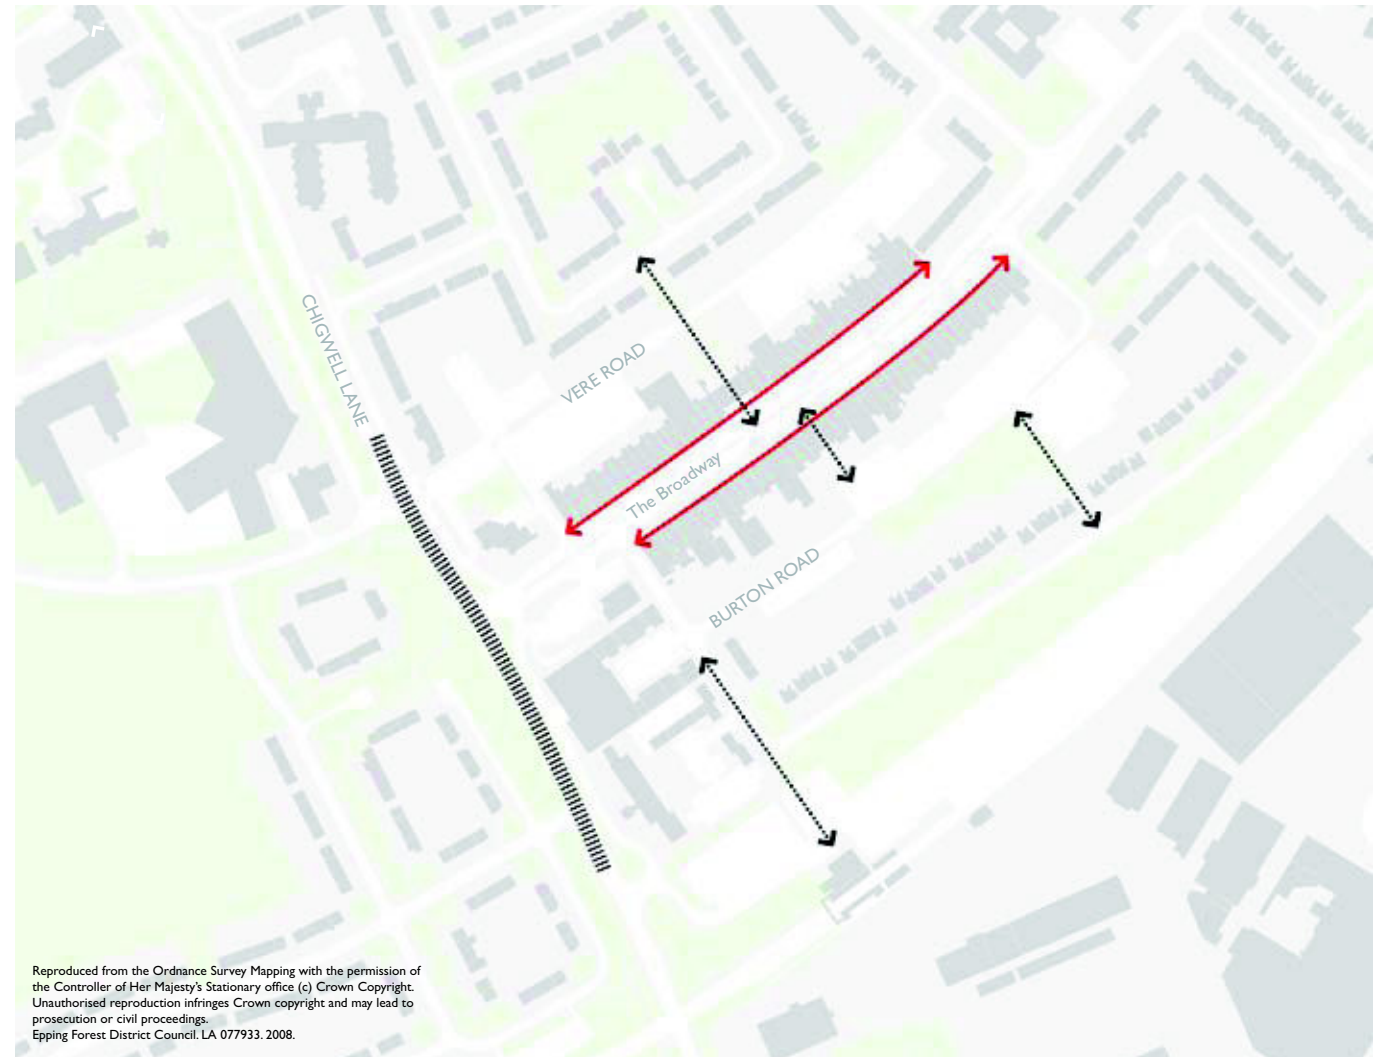 CHIGWELL LANE
VERE ROAD
The Broadway
BURTON ROAD
Reproduced from the Ordnance Survey Mapping with the permission of
the Controller of Her Majesty's Stationary office (c) Crown Copyright.
Unauthorised reproduction infringes Crown copyright and may lead to
prosecution or civil proceedings.
Epping Forest District Council. LA 077933. 2008.